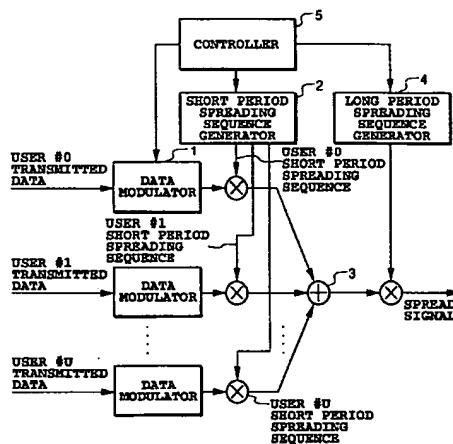 5
CONTROLLER
2
4
SHORT PERIOD
SPREADING
SEQUENCE
GENERATOR
LONG PERIOD
SPREADING
SEQUENCE
GENERATOR
USER #0
TRANSMITTED
DATA
1
DATA
MODULATOR
USER #0
SHORT PERIOD
SPREADING
SEQUENCE
USER #1
SHORT PERIOD
SPREADING
SEQUENCE
USER #1
TRANSMITTED
DATA
DATA
MODULATOR
3
SPREAD
SIGNAL
USER #U
TRANSMITTED
DATA
DATA
MODULATOR
USER #U
SHORT PERIOD
SPREADING
SEQUENCE